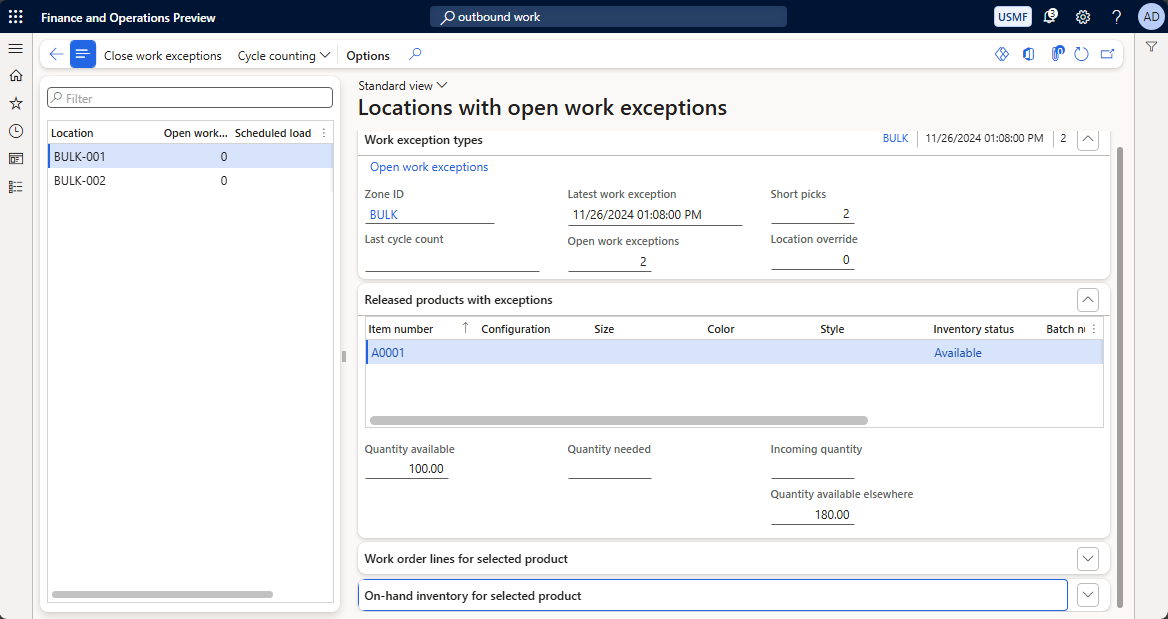 Finance and Operations Preview
outbound work
USMF
3
AD
Close work exceptions
Cycle counting
Options
0
Filter
Location
Open work...
Scheduled load
BULK-001
0
BULK-002
0
Standard view
Locations with open work exceptions
Work exception types
BULK
11/26/2024 01:08:00 PM
2
Open work exceptions
Zone ID
Latest work exception
Short picks
BULK
11/26/2024 01:08:00 PM
2
Last cycle count
Open work exceptions
Location override
2
0
Released products with exceptions
Item number
Configuration
Size
Color
Style
Inventory status
Batch nu
A0001
Available
Quantity available
Quantity needed
Incoming quantity
100.00
Quantity available elsewhere
180.00
Work order lines for selected product
On-hand inventory for selected product